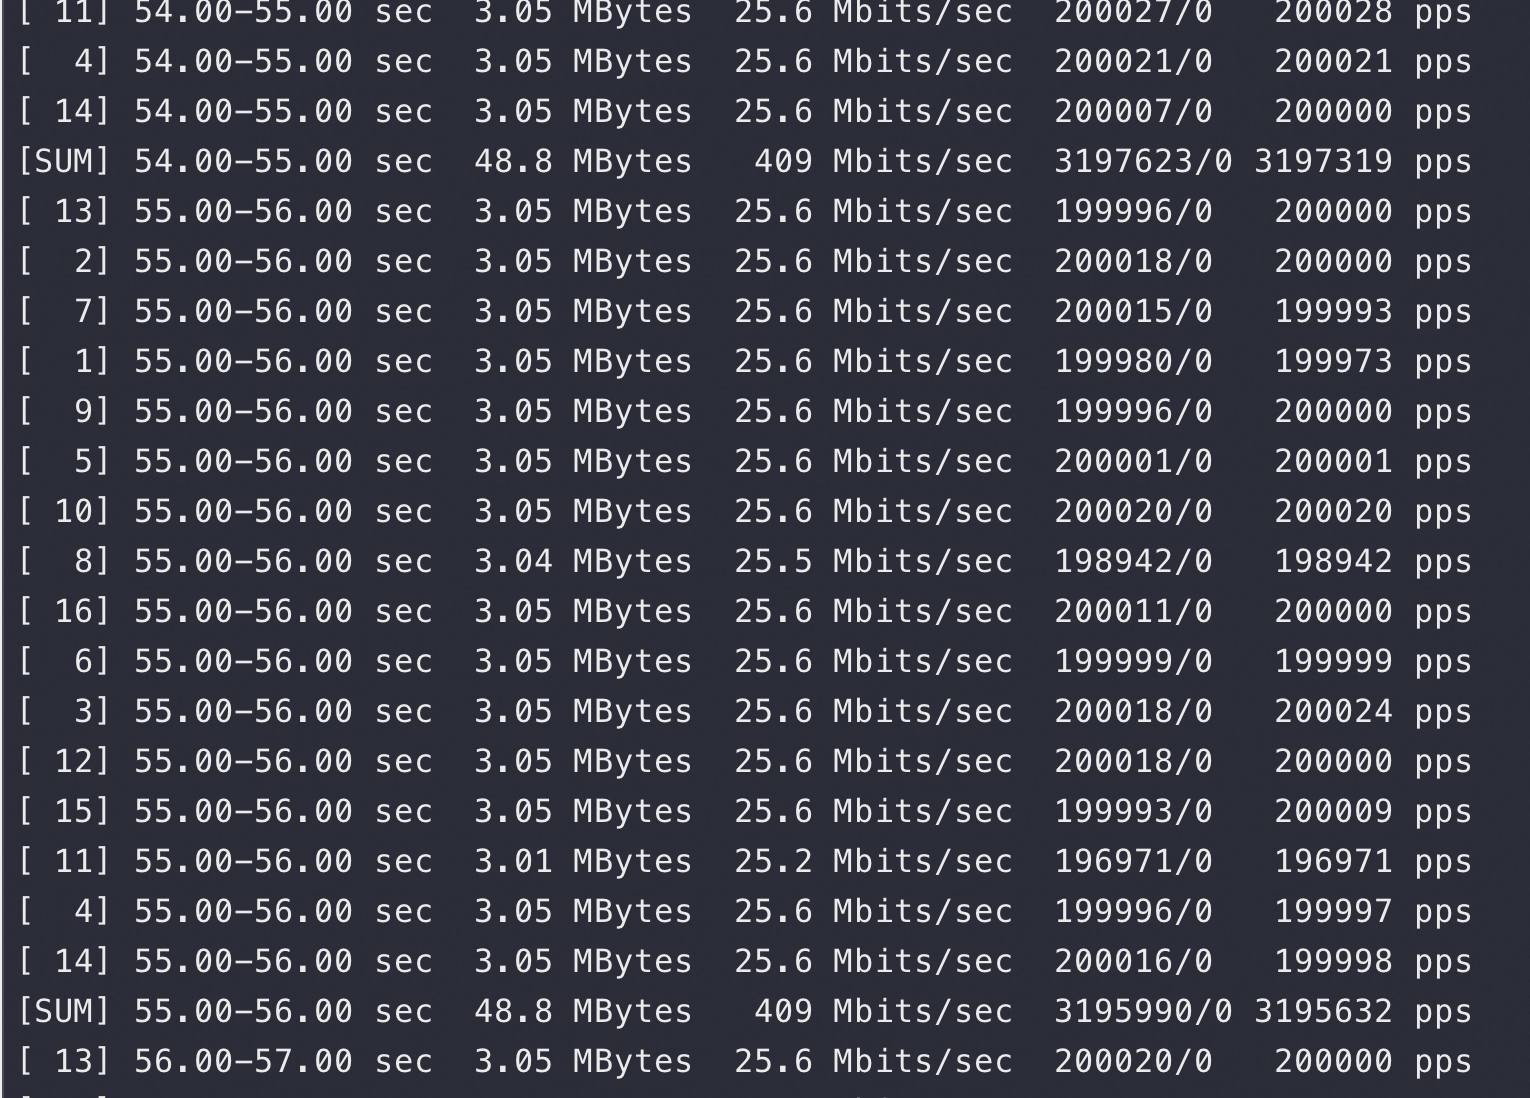 [ 11] 54.00-55.00 sec  3.05 MBytes  25.6 Mbits/sec  200027/0   200028 pps
[  4] 54.00-55.00 sec  3.05 MBytes  25.6 Mbits/sec  200021/0   200021 pps
[ 14] 54.00-55.00 sec  3.05 MBytes  25.6 Mbits/sec  200007/0   200000 pps
[SUM] 54.00-55.00 sec  48.8 MBytes   409 Mbits/sec  3197623/0 3197319 pps
[ 13] 55.00-56.00 sec  3.05 MBytes  25.6 Mbits/sec  199996/0   200000 pps
[  2] 55.00-56.00 sec  3.05 MBytes  25.6 Mbits/sec  200018/0   200000 pps
[  7] 55.00-56.00 sec  3.05 MBytes  25.6 Mbits/sec  200015/0   199993 pps
[  1] 55.00-56.00 sec  3.05 MBytes  25.6 Mbits/sec  199980/0   199973 pps
[  9] 55.00-56.00 sec  3.05 MBytes  25.6 Mbits/sec  199996/0   200000 pps
[  5] 55.00-56.00 sec  3.05 MBytes  25.6 Mbits/sec  200001/0   200001 pps
[ 10] 55.00-56.00 sec  3.05 MBytes  25.6 Mbits/sec  200020/0   200020 pps
[  8] 55.00-56.00 sec  3.04 MBytes  25.5 Mbits/sec  198942/0   198942 pps
[ 16] 55.00-56.00 sec  3.05 MBytes  25.6 Mbits/sec  200011/0   200000 pps
[  6] 55.00-56.00 sec  3.05 MBytes  25.6 Mbits/sec  199999/0   199999 pps
[  3] 55.00-56.00 sec  3.05 MBytes  25.6 Mbits/sec  200018/0   200024 pps
[ 12] 55.00-56.00 sec  3.05 MBytes  25.6 Mbits/sec  200018/0   200000 pps
[ 15] 55.00-56.00 sec  3.05 MBytes  25.6 Mbits/sec  199993/0   200009 pps
[ 11] 55.00-56.00 sec  3.01 MBytes  25.2 Mbits/sec  196971/0   196971 pps
[  4] 55.00-56.00 sec  3.05 MBytes  25.6 Mbits/sec  199996/0   199997 pps
[ 14] 55.00-56.00 sec  3.05 MBytes  25.6 Mbits/sec  200016/0   199998 pps
[SUM] 55.00-56.00 sec  48.8 MBytes   409 Mbits/sec  3195990/0 3195632 pps
[ 13] 56.00-57.00 sec  3.05 MBytes  25.6 Mbits/sec  200020/0   200000 pps